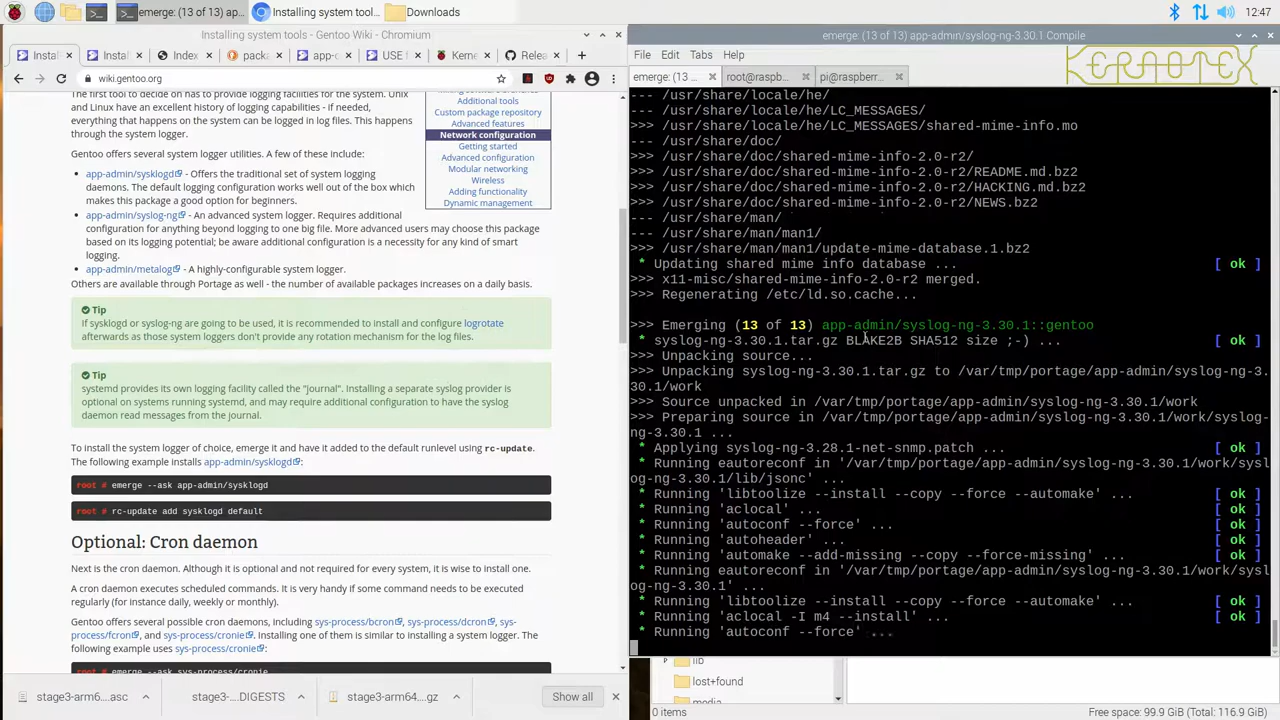 emerge: (13 of 13) ap...
Installing system tool...
Downloads
12:47
Installing system tools - Gentoo Wiki - Chromium
Instal
Instal
Index
packa
app-c
USE f
Kerne
Relea
wiki.gentoo.org
The first tool to decide on has to provide logging facilities for the system. Unix
and Linux have an excellent history of logging capabilities - if needed,
everything that happens on the system can be logged in log files. This happens
through the system logger.
Gentoo offers several system logger utilities. A few of these include:
app-admin/sysklogd - Offers the traditional set of system logging
daemons. The default logging configuration works well out of the box which
makes this package a good option for beginners.
app-admin/syslog-ng - An advanced system logger. Requires additional
configuration for anything beyond logging to one big file. More advanced users may choose this package
based on its logging potential; be aware additional configuration is a necessity for any kind of smart
logging.
app-admin/metalog - A highly-configurable system logger.
Others are available through Portage as well - the number of available packages increases on a daily basis.
Additional tools
Custom package repository
Advanced features
Network configuration
Getting started
Advanced configuration
Modular networking
Wireless
Adding functionality
Dynamic management
Tip
If sysklogd or syslog-ng are going to be used, it is recommended to install and configure logrotate
afterwards as those system loggers don't provide any rotation mechanism for the log files.
Tip
systemd provides its own logging facility called the "journal". Installing a separate syslog provider is
optional on systems running systemd, and may require additional configuration to have the syslog
daemon read messages from the journal.
To install the system logger of choice, emerge it and have it added to the default runlevel using rc-update.
The following example installs app-admin/sysklogd:
root # emerge --ask app-admin/sysklogd
root # rc-update add sysklogd default
Optional: Cron daemon
Next is the cron daemon. Although it is optional and not required for every system, it is wise to install one.
A cron daemon executes scheduled commands. It is very handy if some command needs to be executed
regularly (for instance daily, weekly or monthly).
Gentoo offers several possible cron daemons, including sys-process/bcron, sys-process/dcron, sys-
process/fcron, and sys-process/cronie. Installing one of them is similar to installing a system logger. The
following example uses sys-process/cronie:
root # emerge --ask sys-process/cronie
stage3-arm6....asc
stage3-....DIGESTS
stage3-arm64....gz
Show all
emerge: (13 of 13) app-admin/syslog-ng-3.30.1 Compile
File Edit Tabs Help
KEROOTEX
emerge: (13 ...
root@raspb...
pi@raspberr...
--- /usr/share/locale/he/
--- /usr/share/locale/he/LC_MESSAGES/
>>> /usr/share/locale/he/LC_MESSAGES/shared-mime-info.mo
--- /usr/share/doc/
>>> /usr/share/doc/shared-mime-info-2.0-r2/
>>> /usr/share/doc/shared-mime-info-2.0-r2/README.md.bz2
>>> /usr/share/doc/shared-mime-info-2.0-r2/HACKING.md.bz2
>>> /usr/share/doc/shared-mime-info-2.0-r2/NEWS.bz2
--- /usr/share/man/
--- /usr/share/man/man1/
>>> /usr/share/man/man1/update-mime-database.1.bz2
* Updating shared mime info database ... [ ok ]
>>> x11-misc/shared-mime-info-2.0-r2 merged.
>>> Regenerating /etc/ld.so.cache...
>>> Emerging (13 of 13) app-admin/syslog-ng-3.30.1::gentoo
* syslog-ng-3.30.1.tar.gz BLAKE2B SHA512 size ;-) ... [ ok ]
>>> Unpacking source...
>>> Unpacking syslog-ng-3.30.1.tar.gz to /var/tmp/portage/app-admin/syslog-ng-3.
30.1/work
>>> Source unpacked in /var/tmp/portage/app-admin/syslog-ng-3.30.1/work
>>> Preparing source in /var/tmp/portage/app-admin/syslog-ng-3.30.1/work/syslog-
ng-3.30.1 ...
* Applying syslog-ng-3.28.1-net-snmp.patch ... [ ok ]
* Running eautoreconf in '/var/tmp/portage/app-admin/syslog-ng-3.30.1/work/sysl
og-ng-3.30.1/lib/jsonc' ...
* Running 'libtoolize --install --copy --force --automake' ... [ ok ]
* Running 'aclocal' ... [ ok ]
* Running 'autoconf --force' ... [ ok ]
* Running 'autoheader' ... [ ok ]
* Running 'automake --add-missing --copy --force-missing' ... [ ok ]
* Running eautoreconf in '/var/tmp/portage/app-admin/syslog-ng-3.30.1/work/sysl
og-ng-3.30.1' ...
* Running 'libtoolize --install --copy --force --automake' ... [ ok ]
* Running 'aclocal -I m4 --install' ... [ ok ]
* Running 'autoconf --force' ...
lib
lost+found
media
0 items
Free space: 99.9 GiB (Total: 116.9 GiB)